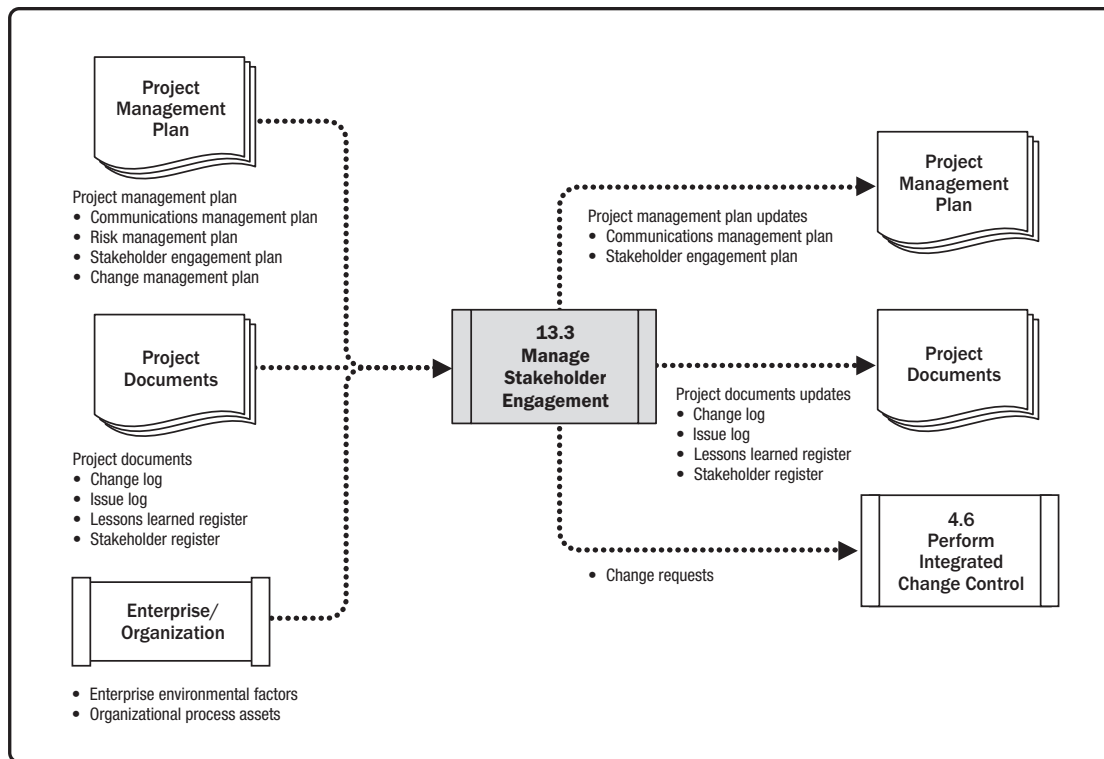 Project
Management
Plan
Project management plan
• Communications management plan
• Risk management plan
• Stakeholder engagement plan
• Change management plan
Project
Documents
Project documents
• Change log
• Issue log
• Lessons learned register
• Stakeholder register
Enterprise/
Organization
• Enterprise environmental factors
• Organizational process assets
13.3
Manage
Stakeholder
Engagement
Project management plan updates
• Communications management plan
• Stakeholder engagement plan
Project
Management
Plan
Project documents updates
• Change log
• Issue log
• Lessons learned register
• Stakeholder register
Project
Documents
• Change requests
4.6
Perform
Integrated
Change Control